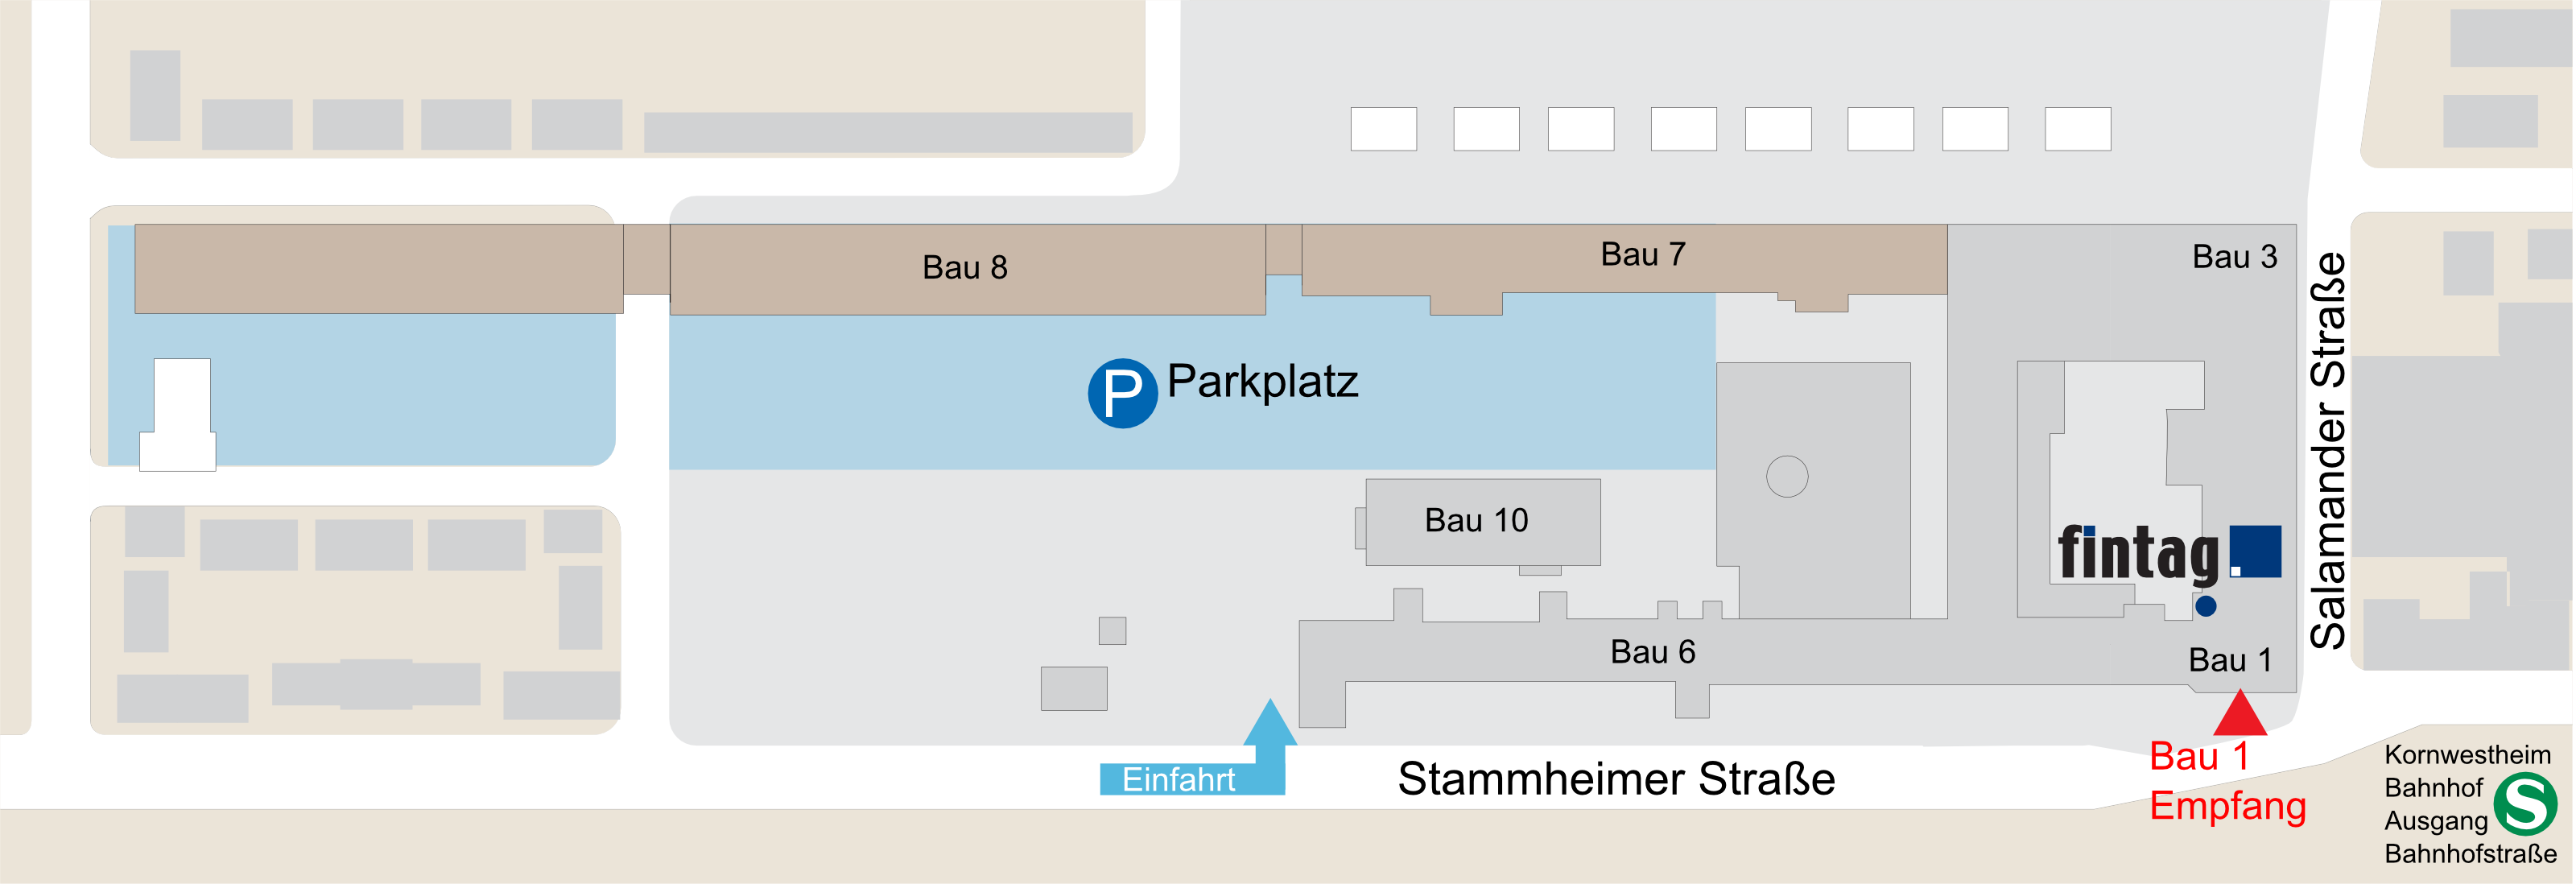 Bau 8
Bau 7
Bau 3
P Parkplatz
Salamander Straße
Bau 10
fintag
Bau 6
Bau 1
Einfahrt
Stammheimer Straße
Bau 1
Empfang
Kornwestheim
Bahnhof
Ausgang
Bahnhofstraße
S